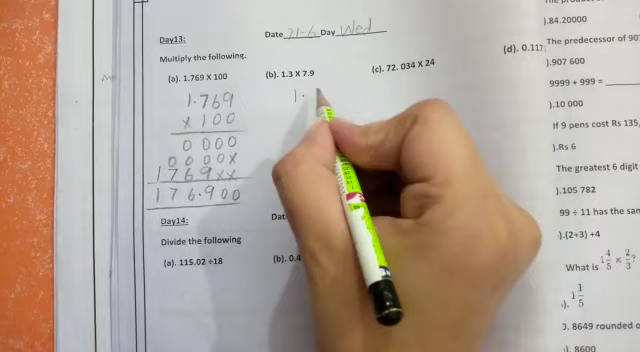 Day13:
Date 21-6 Day Wed
Multiply the following.
(a). 1.769 X 100
(b). 1.3 X 7.9
(c). 72. 034 X 24
(d). 0.117
1.769
x 100
0000
0000x
1769xx
176.900
1.
Day14:
Dat
Divide the following
(a). 115.02 ÷18
(b). 0.4
).84.20000
The predecessor of 90
).907 600
9999 + 999 =
).10 000
If 9 pens cost Rs 135,
).Rs 6
The greatest 6 digit
).105 782
99 ÷ 11 has the san
).(2+3) +4
What is 1 4/5 × 2/3?
). 1 1/5
8649 rounded o
). 8600